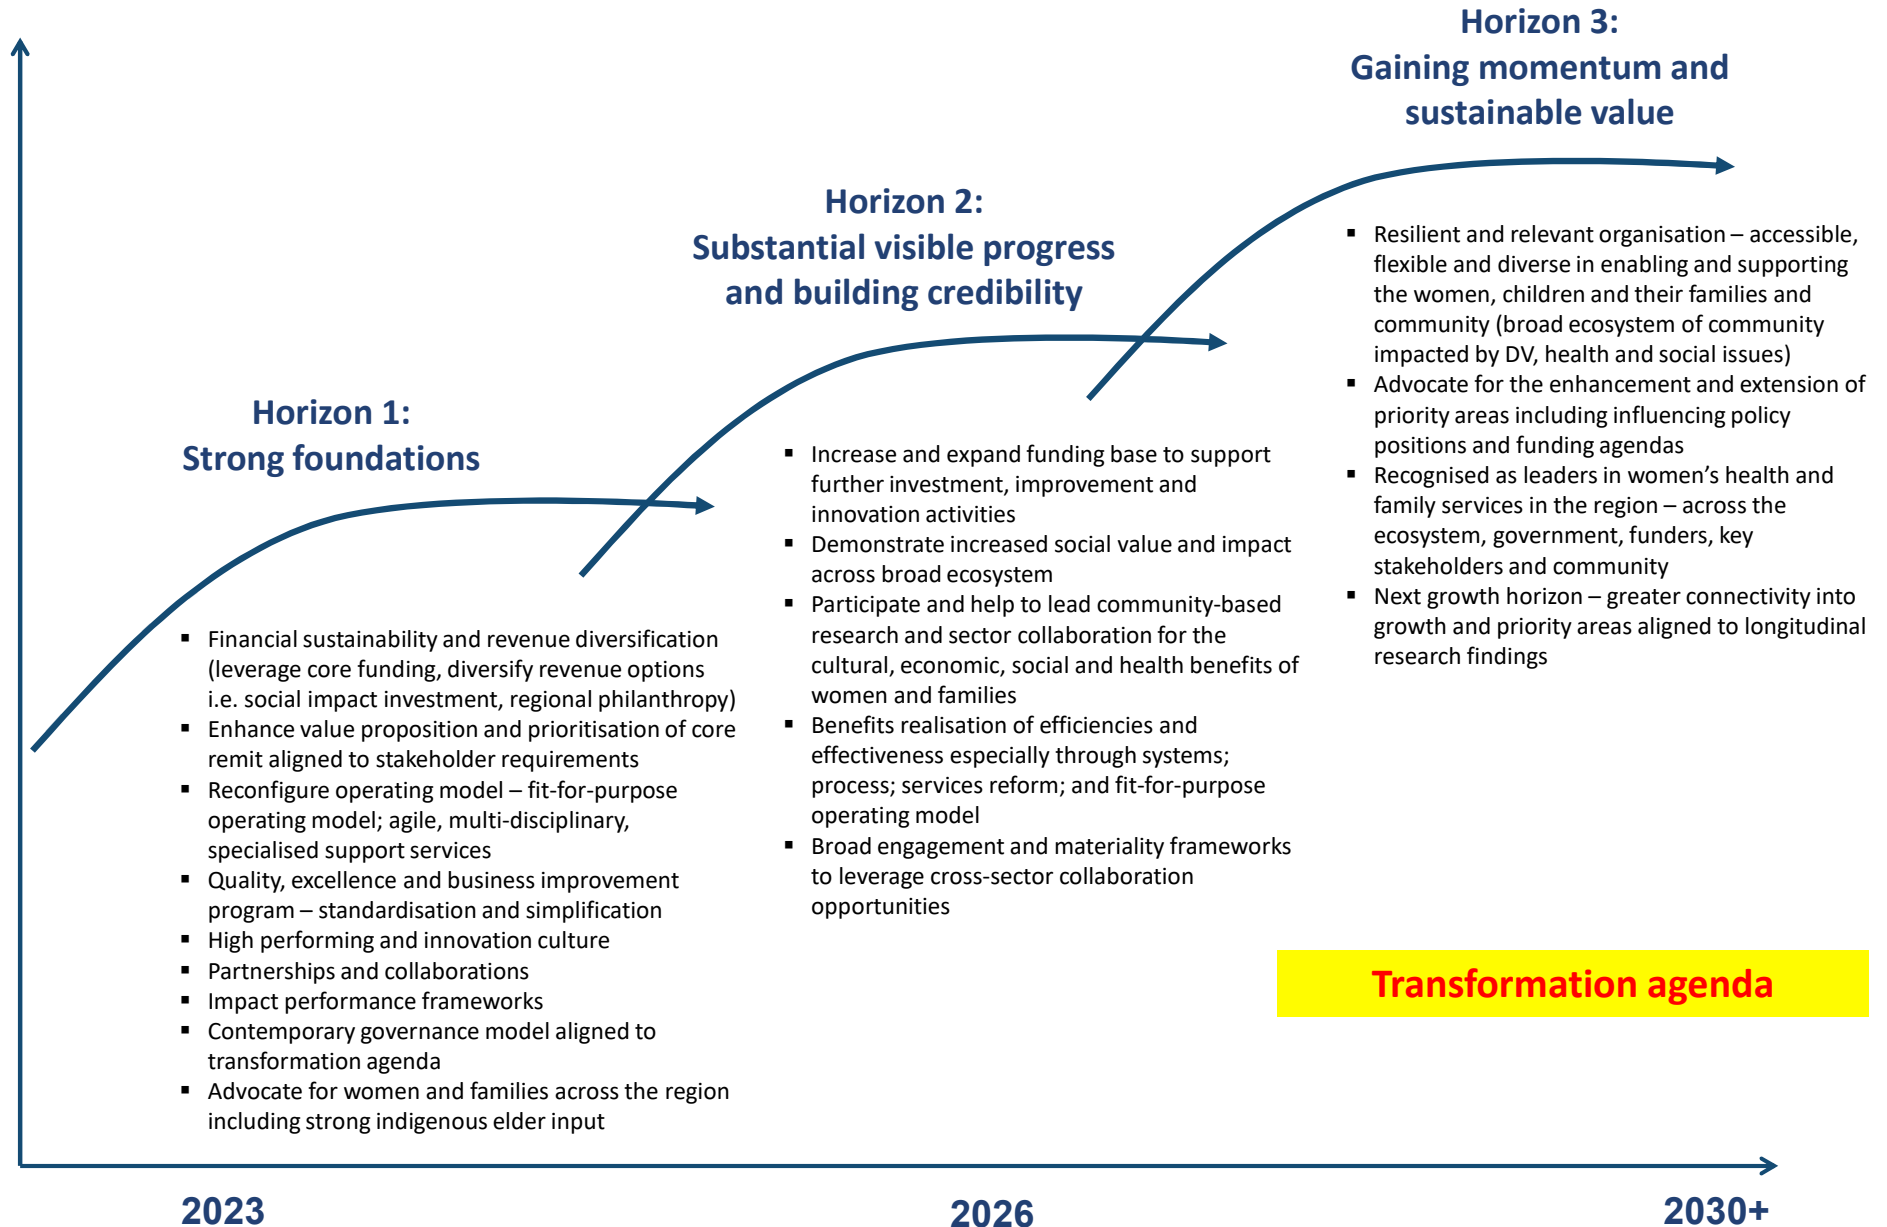 Horizon 3:
Gaining momentum and
sustainable value
Horizon 2:
Substantial visible progress
and building credibility
Horizon 1:
Strong foundations
▪ Financial sustainability and revenue diversification
(leverage core funding, diversify revenue options
i.e. social impact investment, regional philanthropy)
▪ Enhance value proposition and prioritisation of core
remit aligned to stakeholder requirements
▪ Reconfigure operating model – fit-for-purpose
operating model; agile, multi-disciplinary,
specialised support services
▪ Quality, excellence and business improvement
program – standardisation and simplification
▪ High performing and innovation culture
▪ Partnerships and collaborations
▪ Impact performance frameworks
▪ Contemporary governance model aligned to
transformation agenda
▪ Advocate for women and families across the region
including strong indigenous elder input
▪ Increase and expand funding base to support
further investment, improvement and
innovation activities
▪ Demonstrate increased social value and impact
across broad ecosystem
▪ Participate and help to lead community-based
research and sector collaboration for the
cultural, economic, social and health benefits of
women and families
▪ Benefits realisation of efficiencies and
effectiveness especially through systems;
process; services reform; and fit-for-purpose
operating model
▪ Broad engagement and materiality frameworks
to leverage cross-sector collaboration
opportunities
▪ Resilient and relevant organisation – accessible,
flexible and diverse in enabling and supporting
the women, children and their families and
community (broad ecosystem of community
impacted by DV, health and social issues)
▪ Advocate for the enhancement and extension of
priority areas including influencing policy
positions and funding agendas
▪ Recognised as leaders in women’s health and
family services in the region – across the
ecosystem, government, funders, key
stakeholders and community
▪ Next growth horizon – greater connectivity into
growth and priority areas aligned to longitudinal
research findings
Transformation agenda
2023
2026
2030+